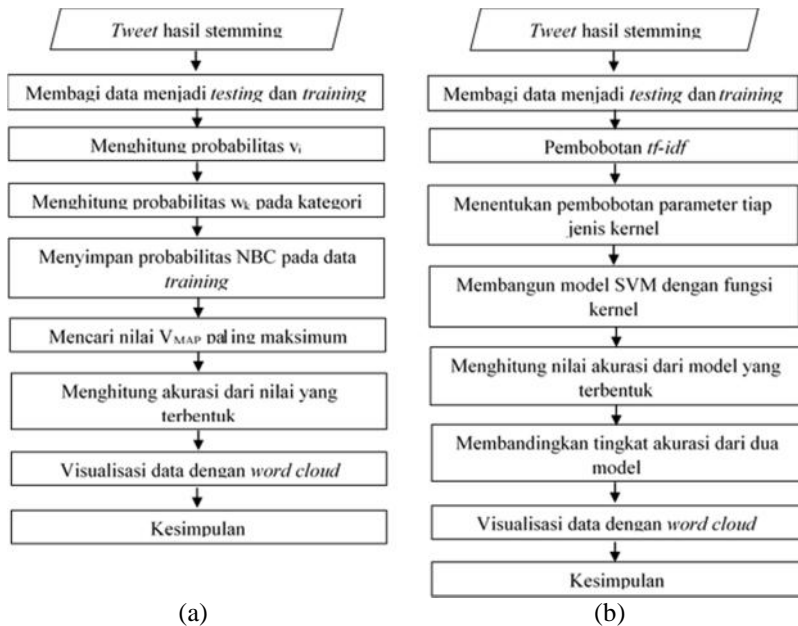 Tweet hasil stemming
Membagi data menjadi testing dan training
Menghitung probabilitas vⱼ
Menghitung probabilitas wₖ pada kategori
Menyimpan probabilitas NBC pada data
training
Mencari nilai V_MAP paling maksimum
Menghitung akurasi dari nilai yang
terbentuk
Visualisasi data dengan word cloud
Kesimpulan
(a)
Tweet hasil stemming
Membagi data menjadi testing dan training
Pembobotan tf-idf
Menentukan pembobotan parameter tiap
jenis kernel
Membangun model SVM dengan fungsi
kernel
Menghitung nilai akurasi dari model yang
terbentuk
Membandingkan tingkat akurasi dari dua
model
Visualisasi data dengan word cloud
Kesimpulan
(b)